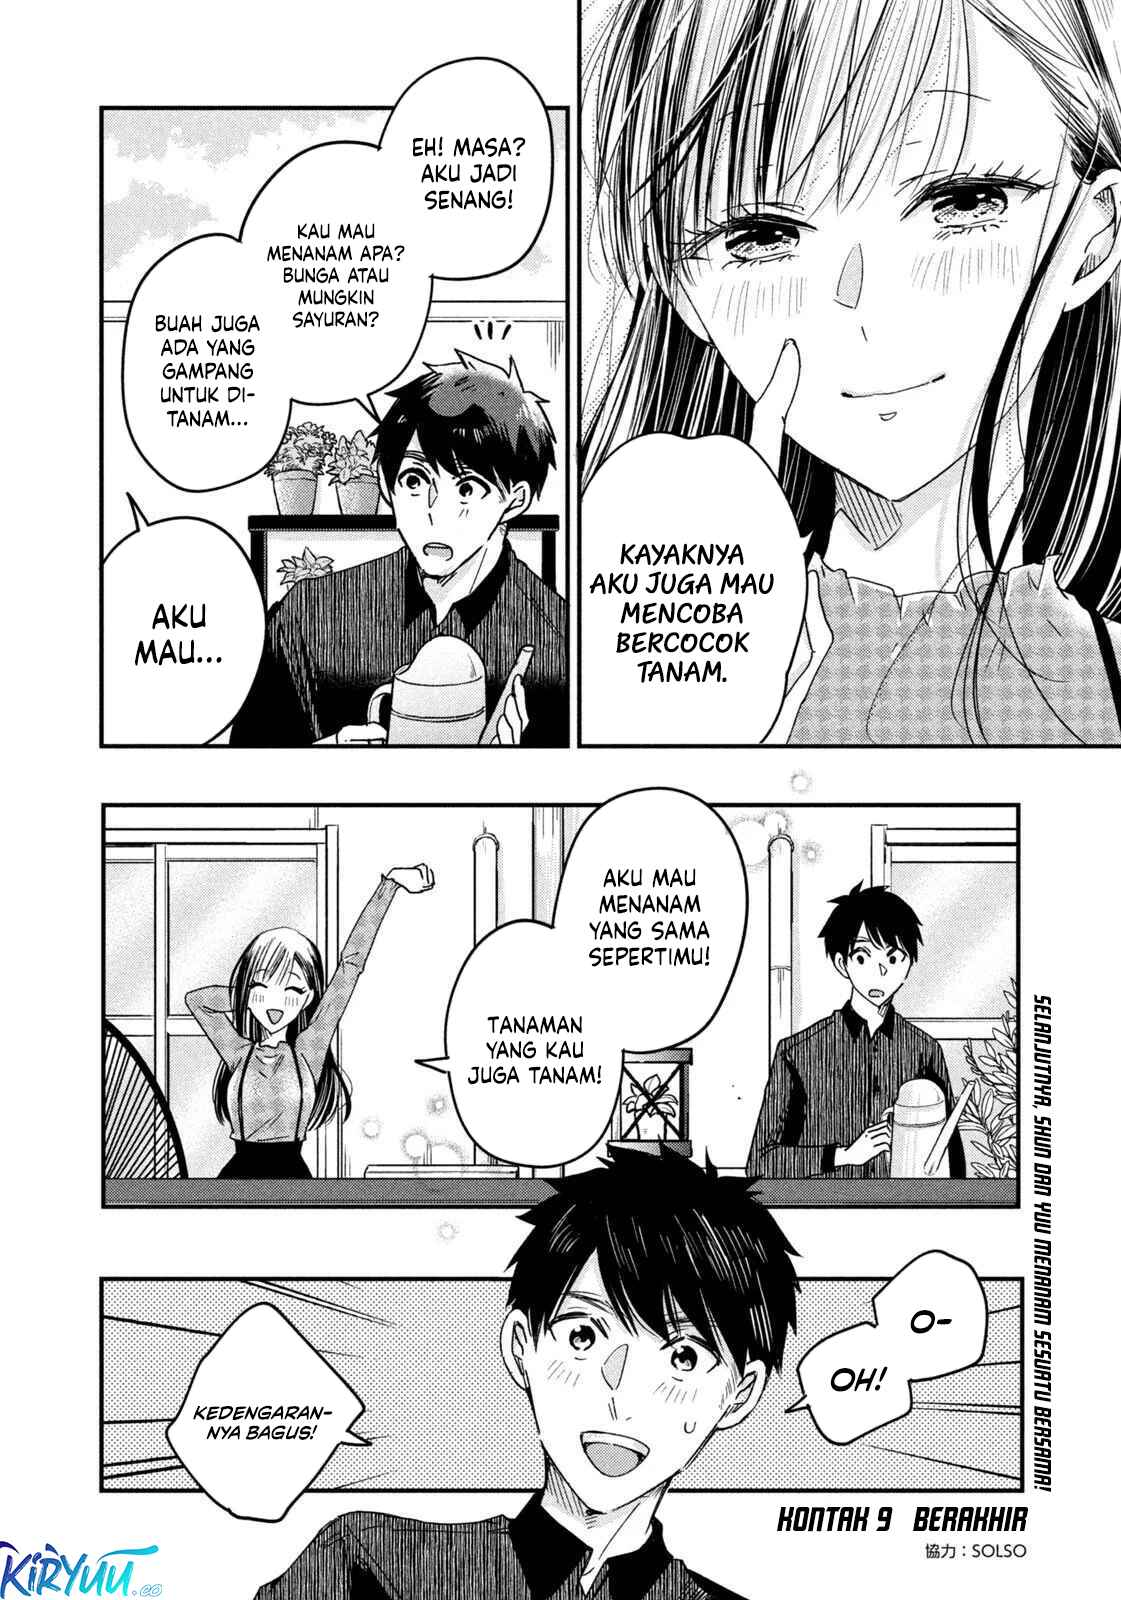 KAYAKNYA
AKU JUGA MAU
MENCOBA
BERCOCOK
TANAM.
EH! MASA?
AKU JADI
SENANG!
KAU MAU
MENANAM APA?
BUNGA ATAU
MUNGKIN
SAYURAN?
BUAH JUGA
ADA YANG
GAMPANG
UNTUK DI-
TANAM...
AKU
MAU...
AKU MAU
MENANAM
YANG SAMA
SEPERTIMU!
TANAMAN
YANG KAU
JUGA TANAM!
O-
OH!
KEDENGARAN-
NYA BAGUS!
SELANJUTNYA, SHUN DAN YUU MENANAM SESUATU BERSAMA!
KONTAK 9 BERAKHIR
協力：SOLSO
KIRYUU.co